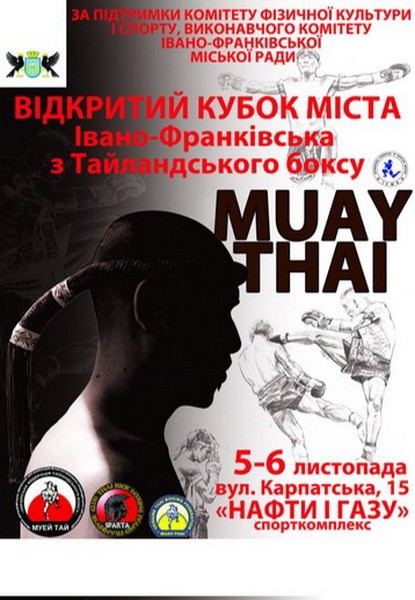 ЗА ПІДТРИМКИ КОМІТЕТУ ФІЗИЧНОЇ КУЛЬТУРИ
І СПОРТУ, ВИКОНАВЧОГО КОМІТЕТУ
ІВАНО-ФРАНКІВСЬКОЇ
МІСЬКОЇ РАДИ
ВІДКРИТИЙ КУБОК МІСТА
Івано-Франківська
з Тайландського боксу
MUAY
THAI
5-6 листопада
вул. Карпатська, 15
«НАФТИ І ГАЗУ»
спорткомплекс
МУЕЙ ТАЙ
SPARTA
MUAY-THAI